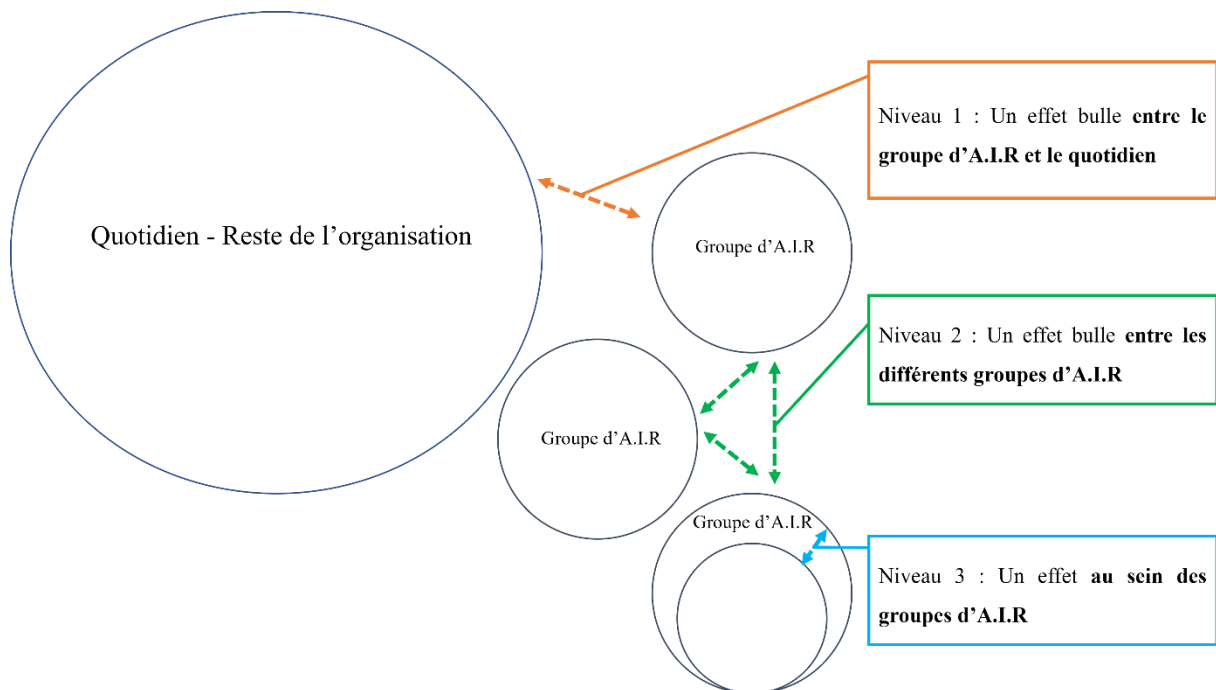 Niveau 1 : Un effet bulle entre le
groupe d'A.I.R et le quotidien
Quotidien - Reste de l'organisation
Groupe d'A.I.R
Niveau 2 : Un effet bulle entre les
différents groupes d'A.I.R
Groupe d'A.I.R
Groupe d'A.I.R
Niveau 3 : Un effet au sein des
groupes d'A.I.R